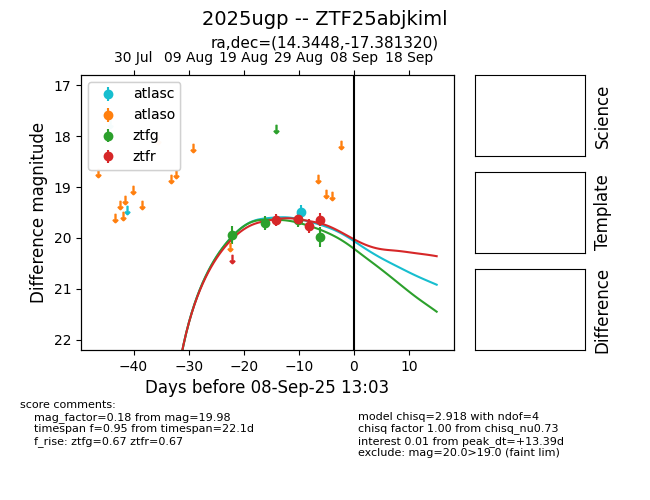 2025ugp -- ZTF25abjkiml
ra,dec=(14.3448,-17.381320)
30 Jul 09 Aug 19 Aug 29 Aug 08 Sep 18 Sep
17
18
19
20
21
22
Difference magnitude
atlasc
atlaso
ztfg
ztfr
−40 −30 −20 −10 0 10
Days before 08-Sep-25 13:03
Science
Template
Difference
score comments:
mag_factor=0.18 from mag=19.98
timespan f=0.95 from timespan=22.1d
f_rise: ztfg=0.67 ztfr=0.67
model chisq=2.918 with ndof=4
chisq factor 1.00 from chisq_nu0.73
interest 0.01 from peak_dt=+13.39d
exclude: mag=20.0>19.0 (faint lim)